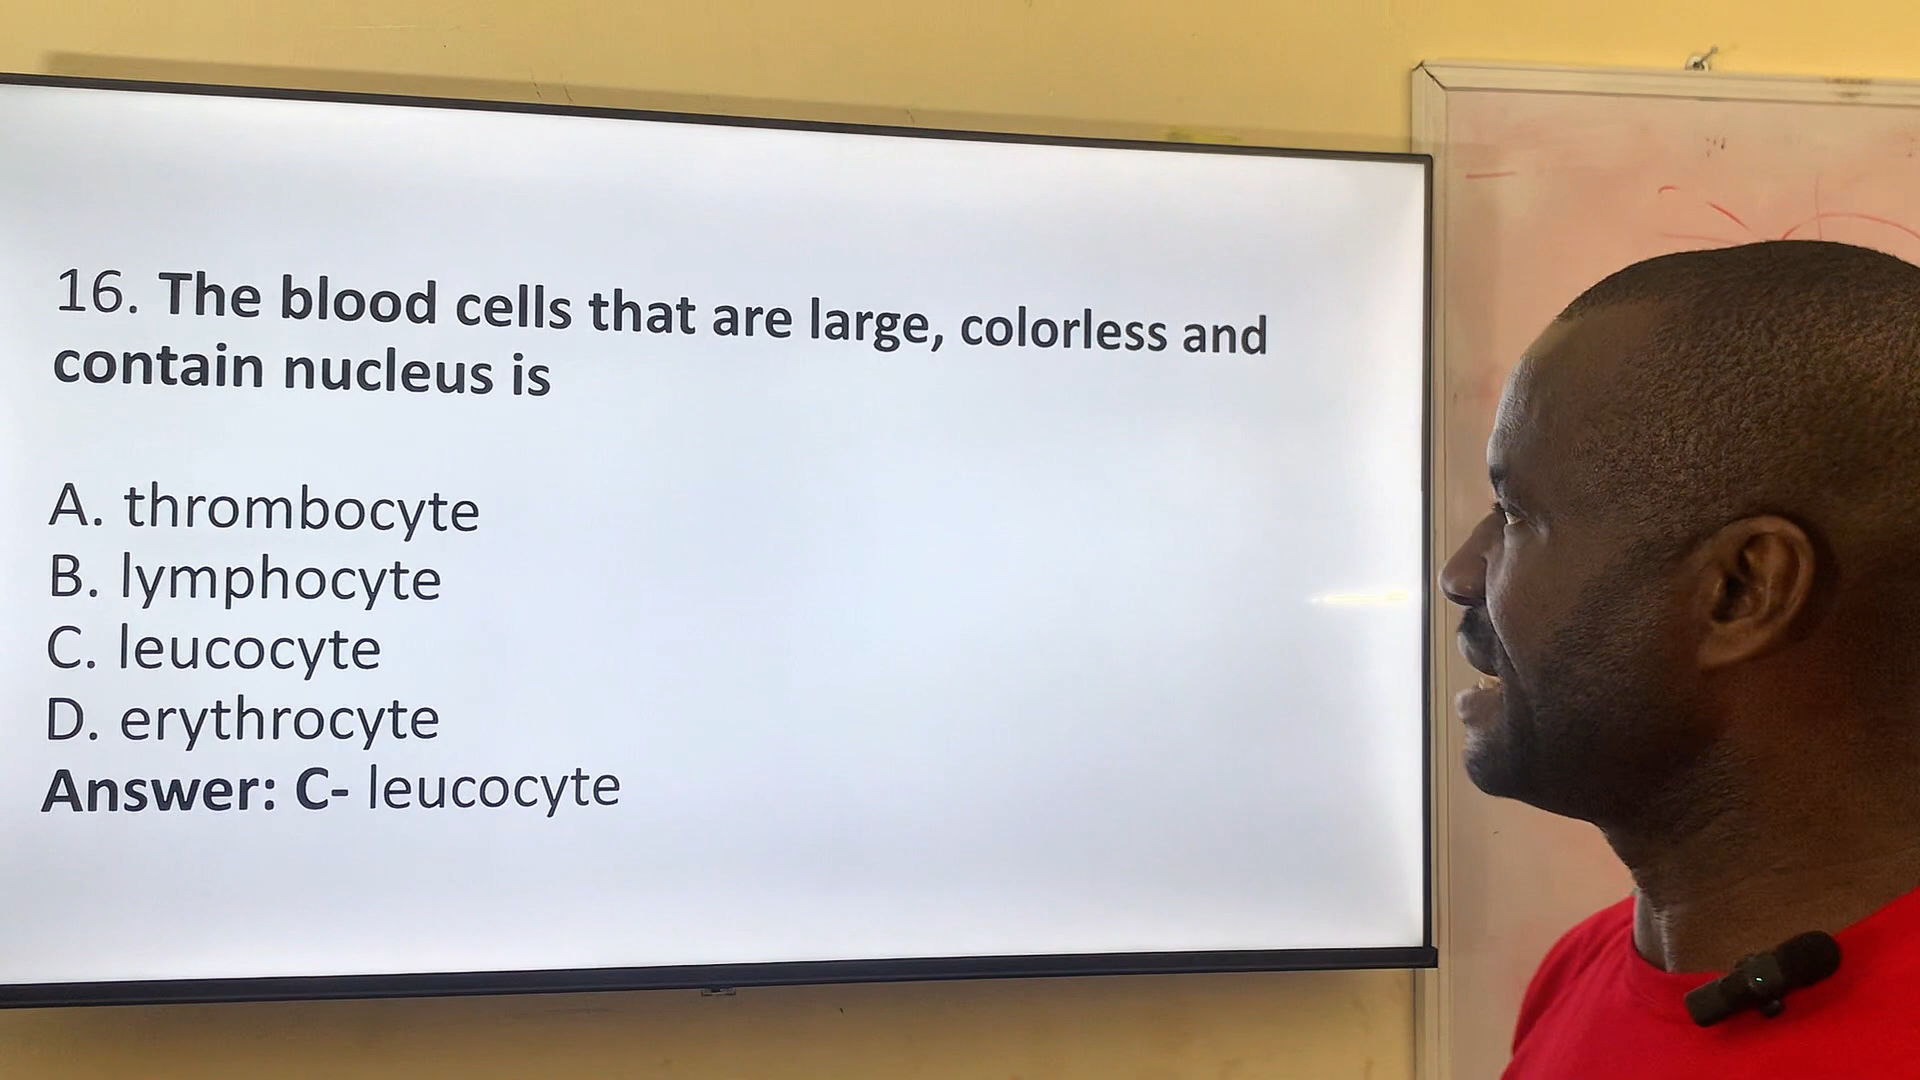 16. The blood cells that are large, colorless and
contain nucleus is
A. thrombocyte
B. lymphocyte
C. leucocyte
D. erythrocyte
Answer: C- leucocyte